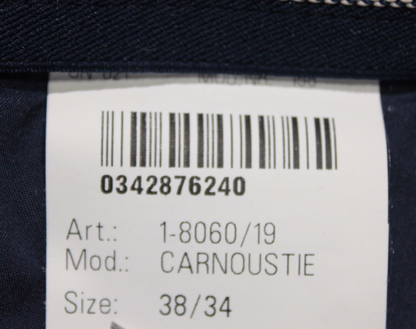 0342876240
Art.: 1-8060/19
Mod.: CARNOUSTIE
Size: 38/34